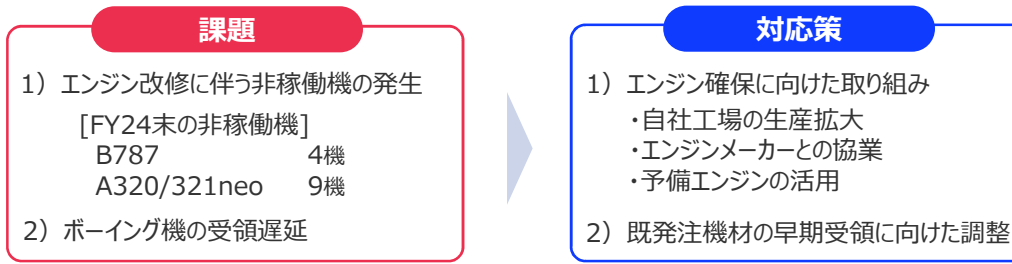 課題
1）エンジン改修に伴う非稼働機の発生
[FY24末の非稼働機]
B787 4機
A320/321neo 9機
2）ボーイング機の受領遅延
対応策
1）エンジン確保に向けた取り組み
・自社工場の生産拡大
・エンジンメーカーとの協業
・予備エンジンの活用
2）既発注機材の早期受領に向けた調整